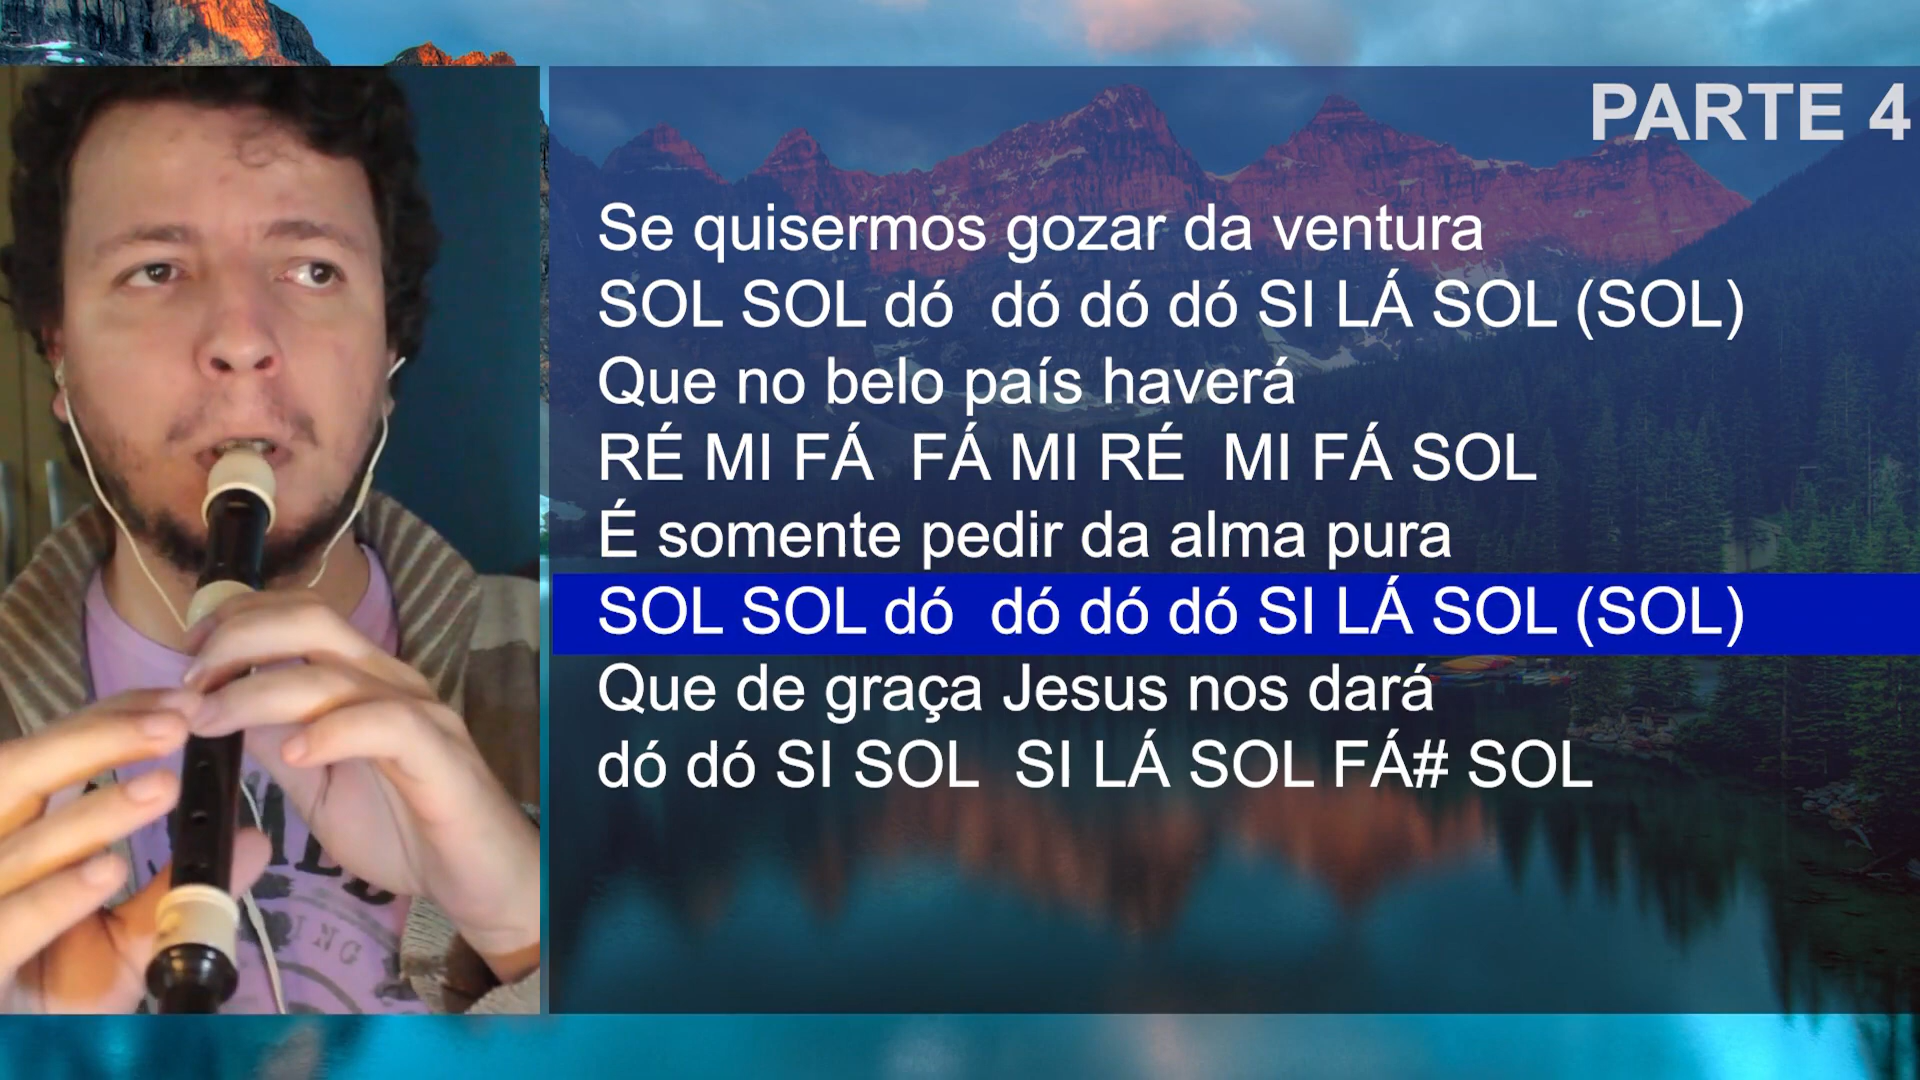 PARTE 4
Se quisermos gozar da ventura
SOL SOL dó  dó dó dó SI LÁ SOL (SOL)
Que no belo país haverá
RÉ MI FÁ  FÁ MI RÉ  MI FÁ SOL
É somente pedir da alma pura
SOL SOL dó  dó dó dó SI LÁ SOL (SOL)
Que de graça Jesus nos dará
dó dó SI SOL  SI LÁ SOL FÁ# SOL